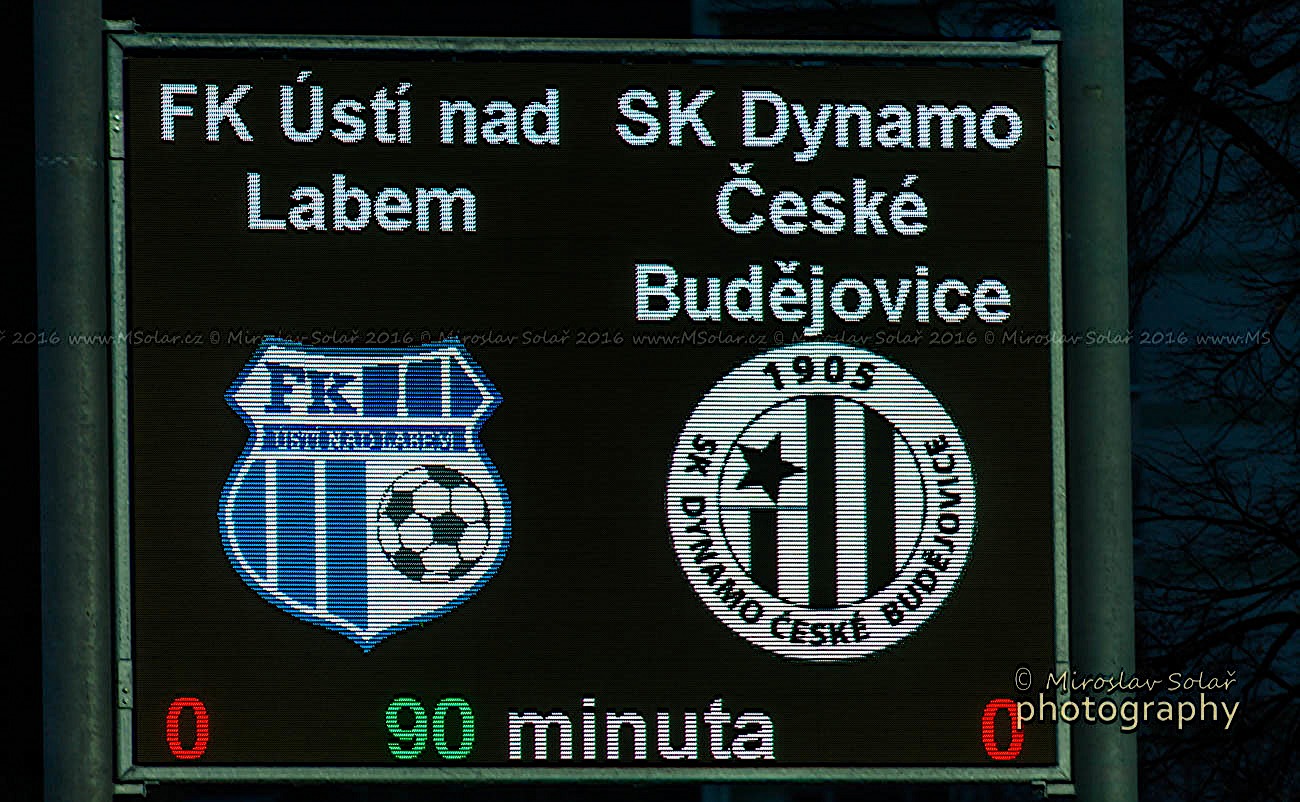 FK Ústí nad
Labem
SK Dynamo
České
Budějovice
ř 2016 www.MSolar.cz © Miroslav Solař 2016 © Miroslav Solař 2016 www.MSolar.cz © Miroslav Solař 2016 © Miroslav Solař 2016 www.MS
FK
ÚSTÍ NAD LABEM
1905
SK DYNAMO ČESKÉ BUDĚJOVICE
0
90 minuta
0
© Miroslav Solař
photography